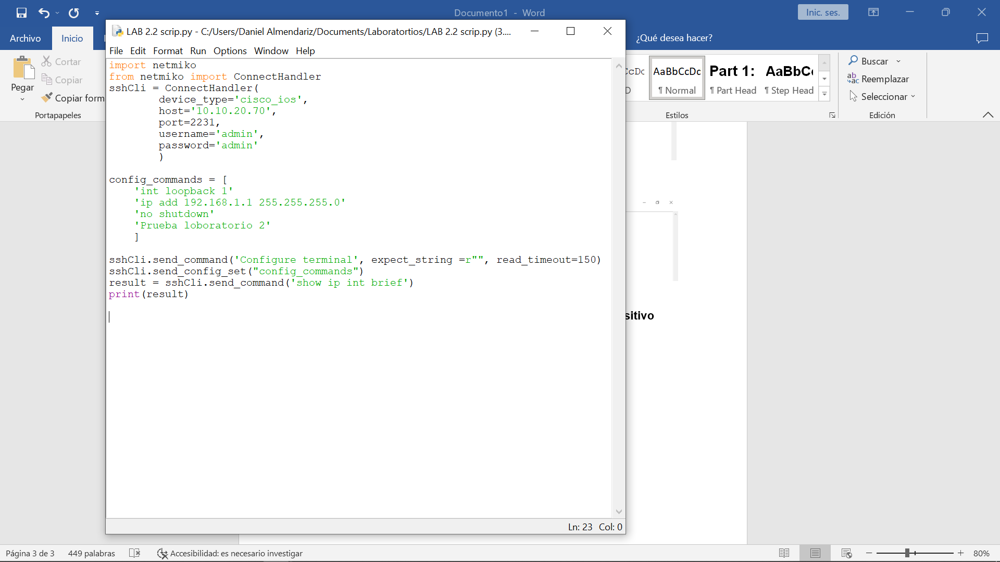 Documento1 - Word
Inic. ses.
Archivo
Inicio
¿Qué desea hacer?
Pegar
Cortar
Copiar
Copiar form
Portapapeles
LAB 2.2 scrip.py - C:/Users/Daniel Almendariz/Documents/Laboratortios/LAB 2.2 scrip.py (3....
File Edit Format Run Options Window Help
import netmiko
from netmiko import ConnectHandler
sshCli = ConnectHandler(
device_type='cisco_ios',
host='10.10.20.70',
port=2231,
username='admin',
password='admin'
)
config_commands = [
'int loopback 1'
'ip add 192.168.1.1 255.255.255.0'
'no shutdown'
'Prueba loboratorio 2'
]
sshCli.send_command('Configure terminal', expect_string =r"", read_timeout=150)
sshCli.send_config_set("config_commands")
result = sshCli.send_command('show ip int brief')
print(result)
Ln: 23 Col: 0
AaBbCcDc
¶ Normal
Part 1:
¶ Part Head
AaBbC
¶ Step Head
Estilos
Buscar
Reemplazar
Seleccionar
Edición
sitivo
Página 3 de 3
449 palabras
Accesibilidad: es necesario investigar
80%